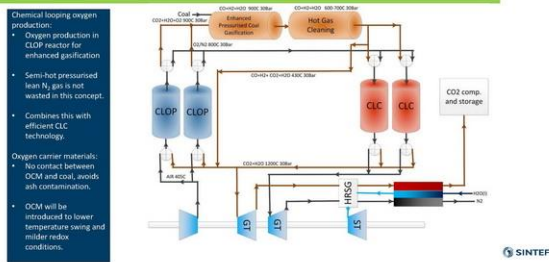 Chemical looping oxygen
production:
• Oxygen production in
CLOP reactor for
enhanced gasification
• Semi-hot pressurised
lean N2 gas is not
wasted in this concept.
• Combines this with
efficient CLC
technology.
Oxygen carrier materials:
• No contact between
OCM and coal, avoids
ash contamination.
• OCM will be
introduced to lower
temperature swing and
milder redox
conditions.
Coal
CO2+H2O+O2 900C 30Bar
CO+H2+H2O 900C 30Bar
CO+H2+H2O 600-700C 30Bar
Enhanced
Pressurised Coal
Gasification
Hot Gas
Cleaning
O2/N2 800C 30Bar
CO+H2+ CO2+H2O 430C 30Bar
CLOP
CLOP
CLC
CLC
CO2 comp.
and storage
CO2+H2O 1200C 30Bar
AIR 405C
HRSG
H2O(l)
N2
GT
GT
ST
SINTEF